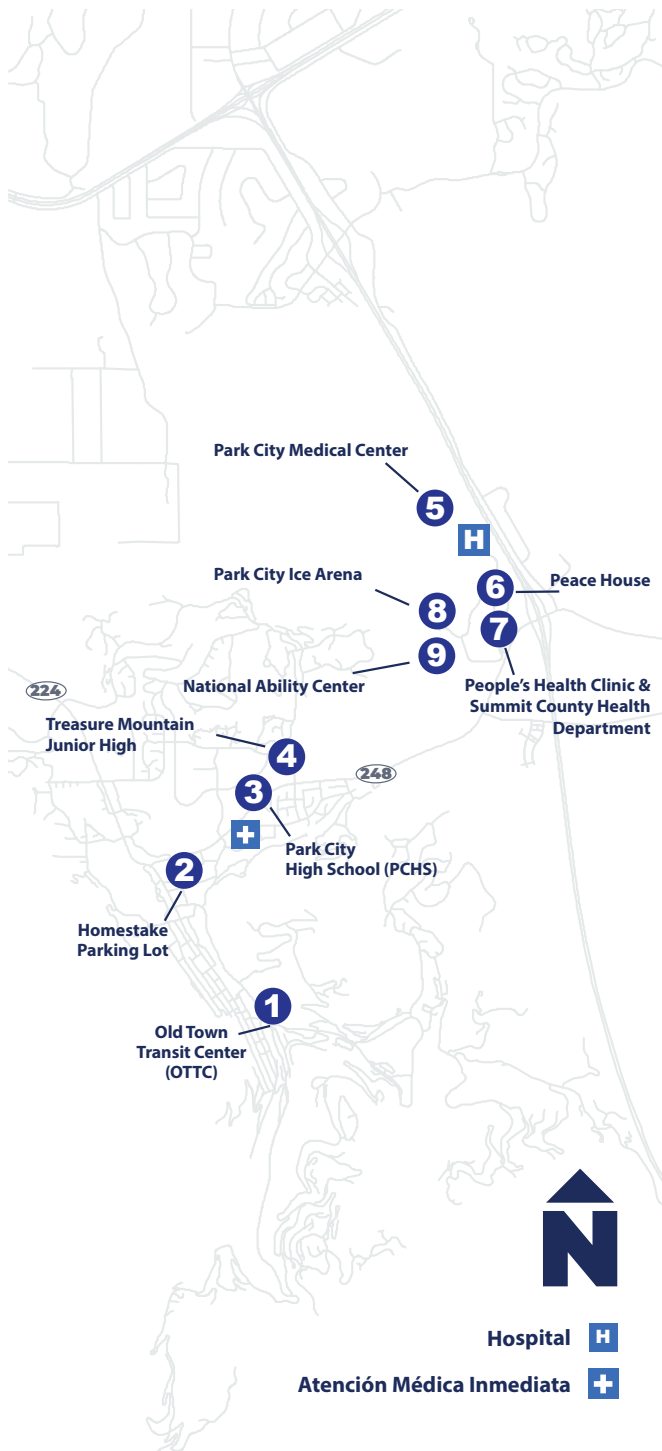 Park City Medical Center
5
H
Park City Ice Arena
8
6
Peace House
7
9
National Ability Center
People's Health Clinic &
Summit County Health
Department
224
Treasure Mountain
Junior High
4
248
3
Park City
High School (PCHS)
2
Homestake
Parking Lot
1
Old Town
Transit Center
(OTTC)
N
Hospital H
Atención Médica Inmediata